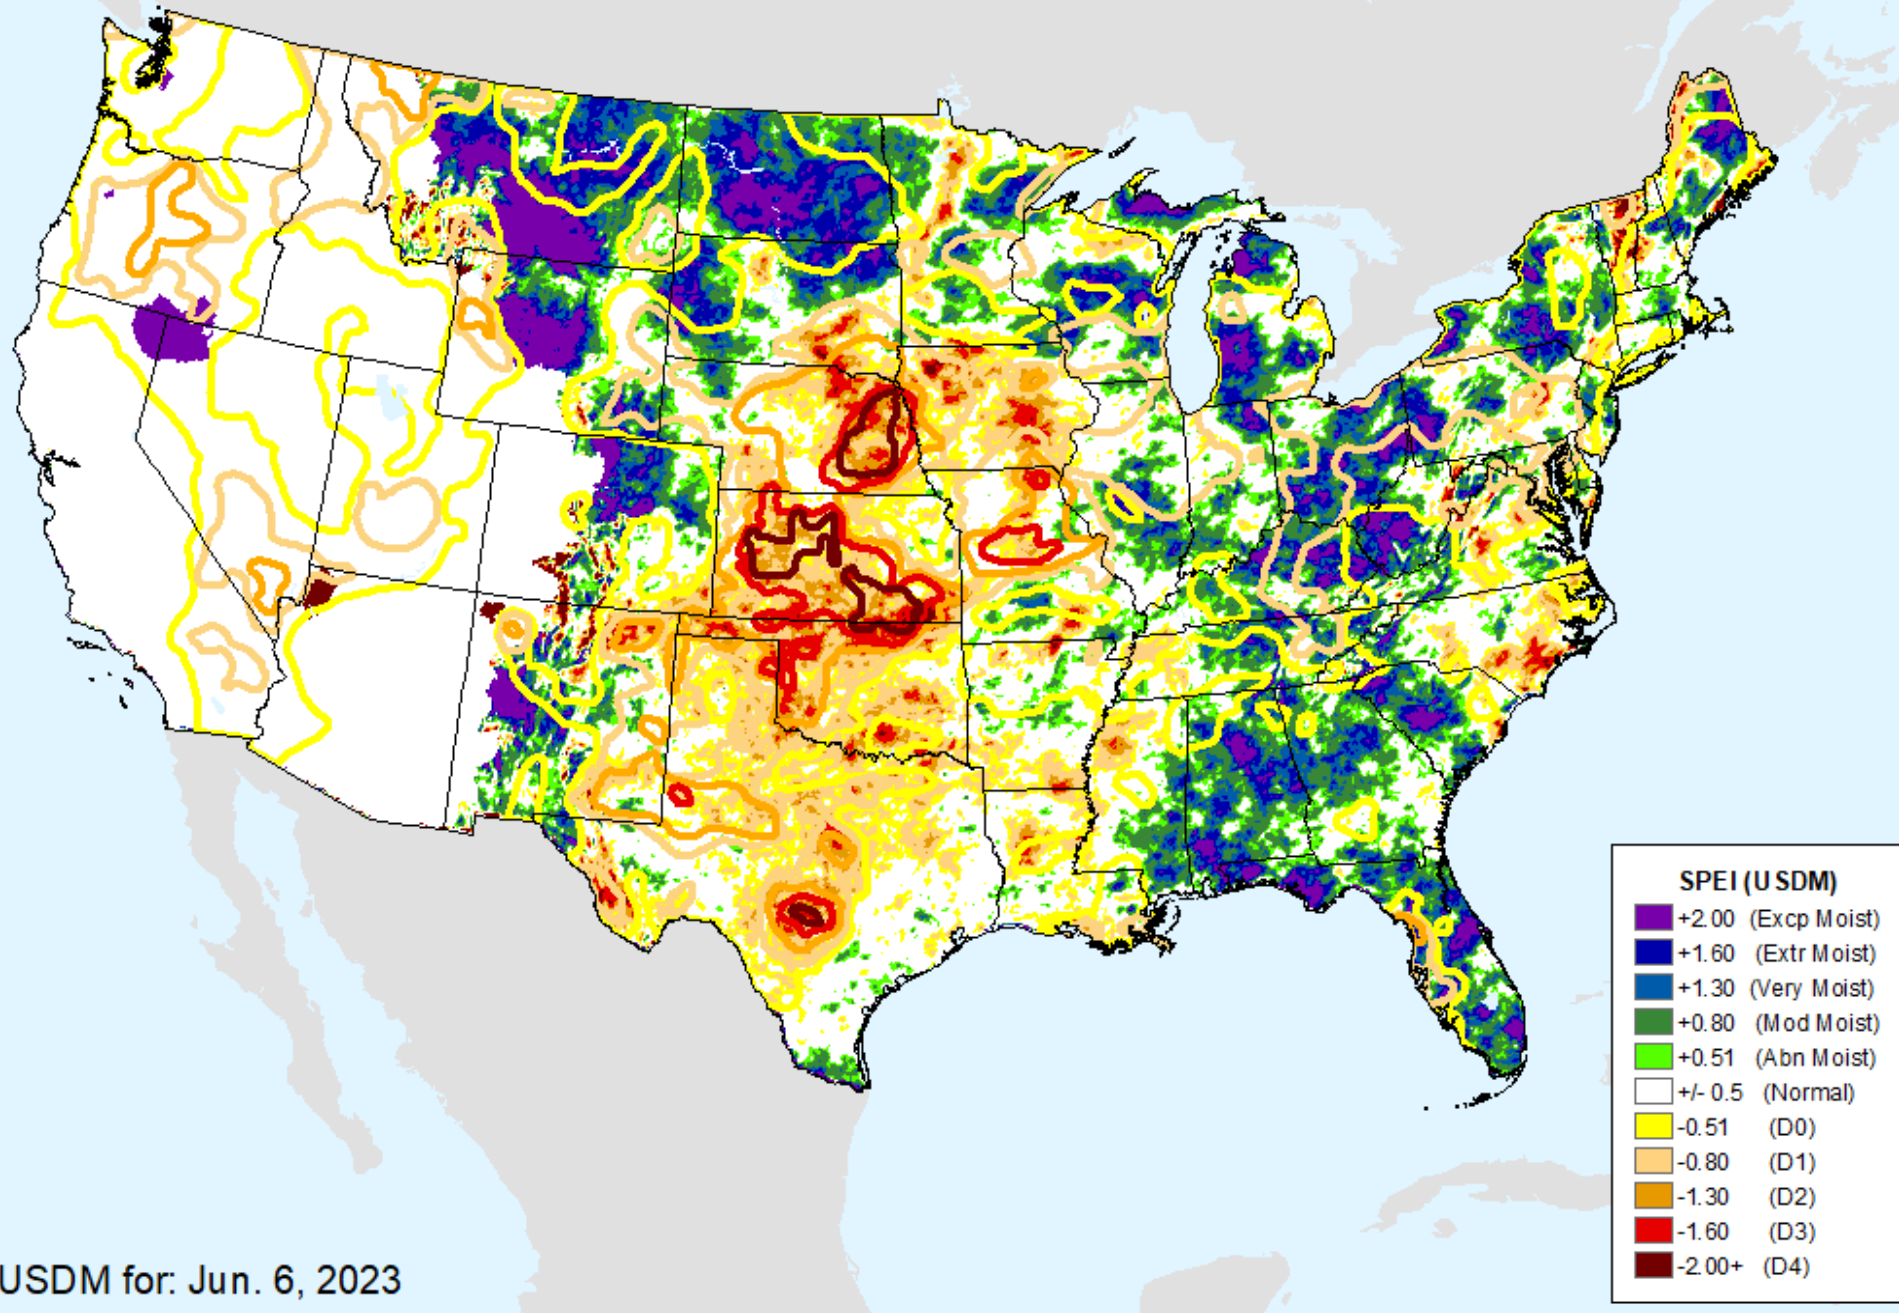 SPEI (USDM)
+2.00 (Excp Moist)
+1.60 (Extr Moist)
+1.30 (Very Moist)
+0.80 (Mod Moist)
+0.51 (Abn Moist)
+/- 0.5 (Normal)
-0.51 (D0)
-0.80 (D1)
-1.30 (D2)
-1.60 (D3)
-2.00+ (D4)
USDM for: Jun. 6, 2023